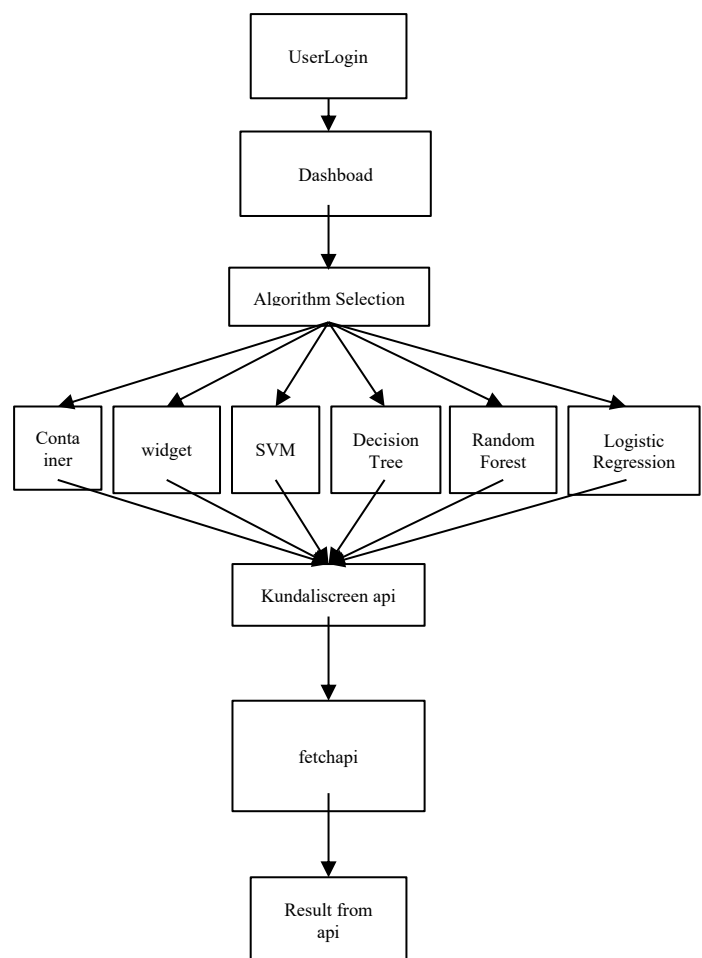 UserLogin
Dashboad
Algorithm Selection
Conta
iner
widget
SVM
Decision
Tree
Random
Forest
Logistic
Regression
Kundaliscreen api
fetchapi
Result from
api